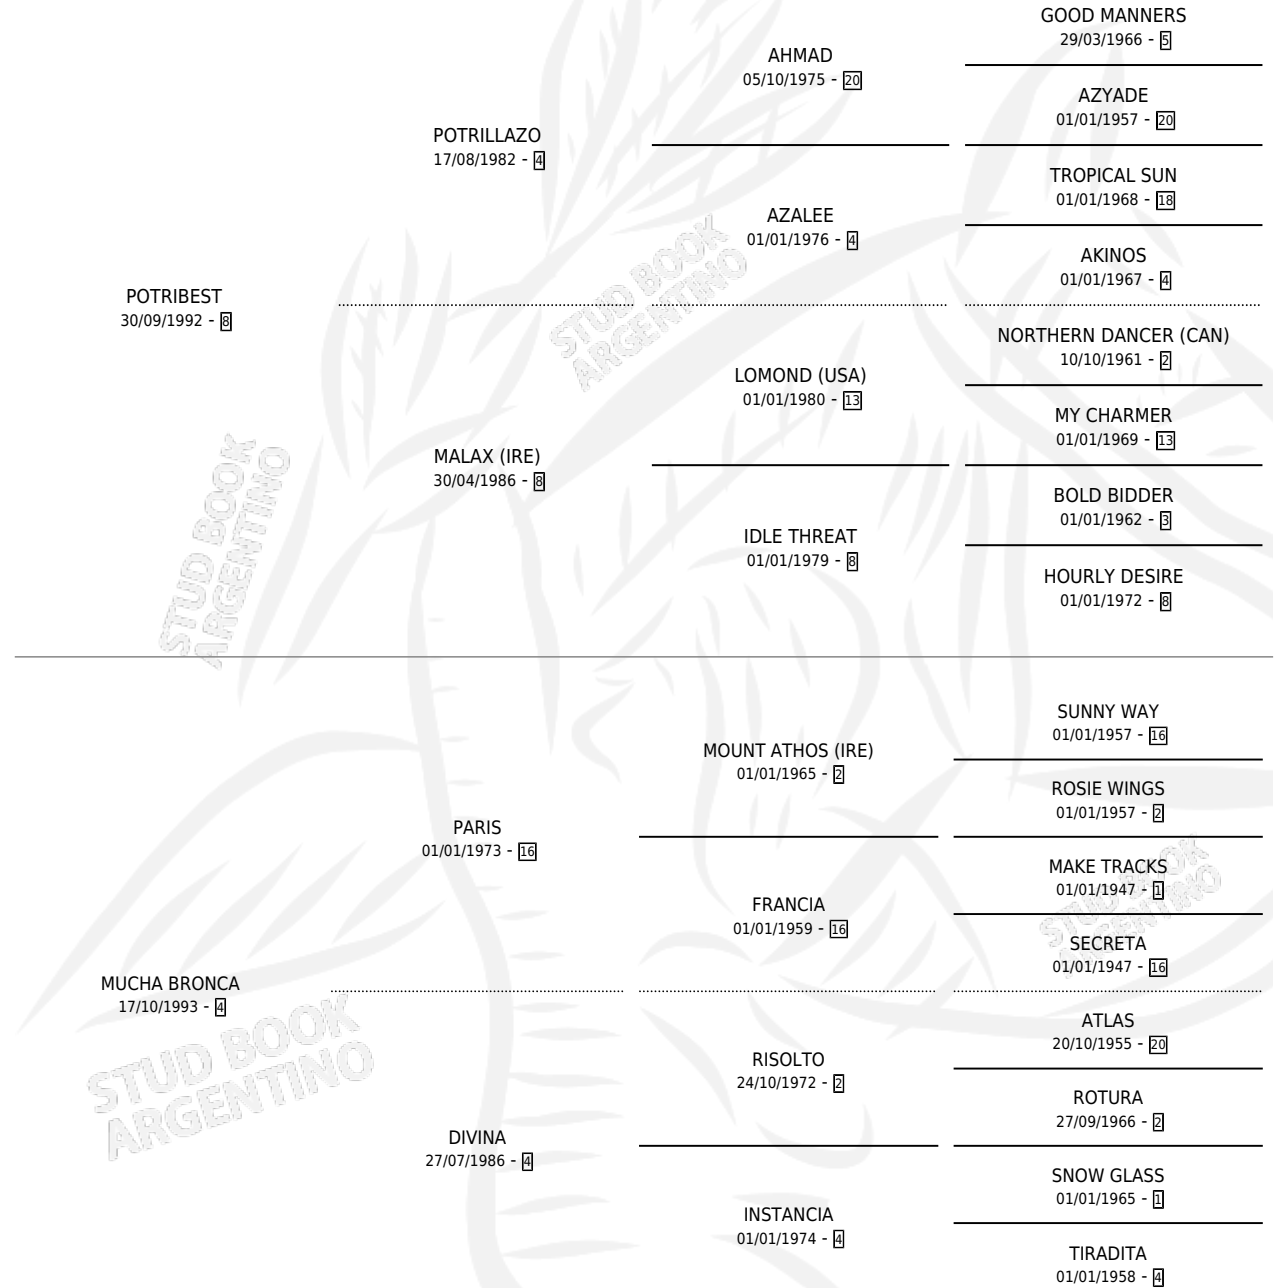 GOOD MANNERS
29/03/1966 - 5
AHMAD
05/10/1975 - 20
AZYADE
01/01/1957 - 20
POTRILLAZO
17/08/1982 - 4
TROPICAL SUN
01/01/1968 - 18
AZALEE
01/01/1976 - 4
AKINOS
01/01/1967 - 4
POTRIBEST
30/09/1992 - 8
NORTHERN DANCER (CAN)
10/10/1961 - 2
LOMOND (USA)
01/01/1980 - 13
MY CHARMER
01/01/1969 - 13
MALAX (IRE)
30/04/1986 - 8
BOLD BIDDER
01/01/1962 - 3
IDLE THREAT
01/01/1979 - 8
HOURLY DESIRE
01/01/1972 - 8
SUNNY WAY
01/01/1957 - 16
MOUNT ATHOS (IRE)
01/01/1965 - 2
ROSIE WINGS
01/01/1957 - 2
PARIS
01/01/1973 - 16
MAKE TRACKS
01/01/1947 - 1
FRANCIA
01/01/1959 - 16
SECRETA
01/01/1947 - 16
MUCHA BRONCA
17/10/1993 - 4
ATLAS
20/10/1955 - 20
RISOLTO
24/10/1972 - 2
ROTURA
27/09/1966 - 2
DIVINA
27/07/1986 - 4
SNOW GLASS
01/01/1965 - 1
INSTANCIA
01/01/1974 - 4
TIRADITA
01/01/1958 - 4
STUD BOOK
ARGENTINO
STUD BOOK
ARGENTINO
STUD BOOK
ARGENTINO
STUD BOOK
ARGENTINO